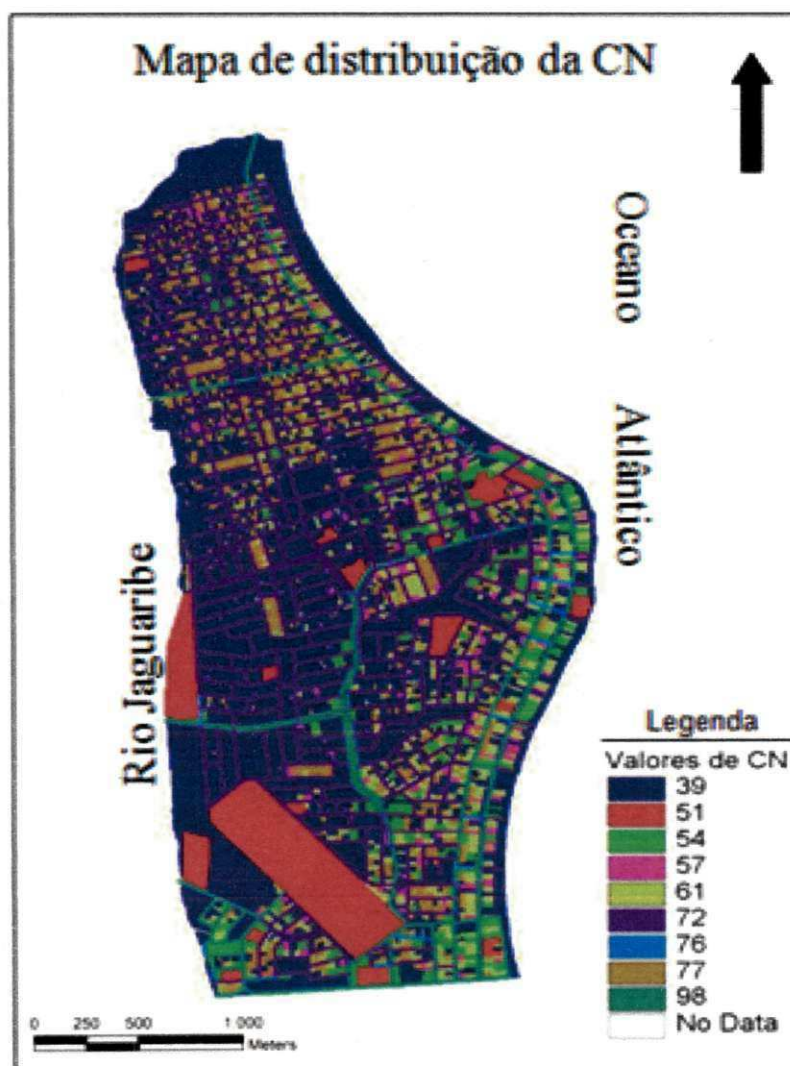 Mapa de distribuição da CN
Oceano Atlântico
Rio Jaguaribe
Legenda
Valores de CN
39
51
54
57
61
72
76
77
98
No Data
0 250 500 1 000
Meters